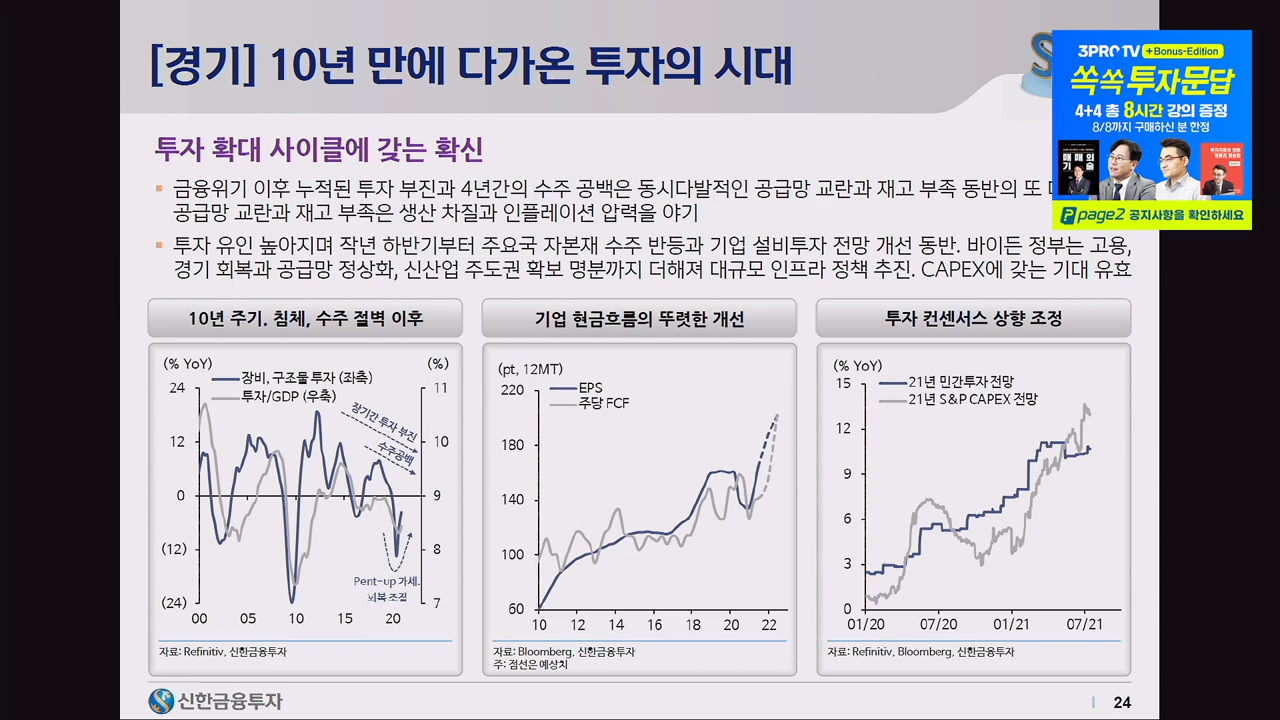 [경기] 10년 만에 다가온 투자의 시대
3PROTV +Bonus-Edition
쏙쏙 투자문답
4+4 총 8시간 강의 증정
8/8까지 구매하신 분 한정
매매의
기술
page2 공지사항을 확인하세요
투자 확대 사이클에 갖는 확신
금융위기 이후 누적된 투자 부진과 4년간의 수주 공백은 동시다발적인 공급망 교란과 재고 부족 동반의 또
공급망 교란과 재고 부족은 생산 차질과 인플레이션 압력을 야기
투자 유인 높아지며 작년 하반기부터 주요국 자본재 수주 반등과 기업 설비투자 전망 개선 동반. 바이든 정부는 고용,
경기 회복과 공급망 정상화, 신산업 주도권 확보 명분까지 더해져 대규모 인프라 정책 추진. CAPEX에 갖는 기대 유효
10년 주기. 침체, 수주 절벽 이후
(% YoY) (%)
장비, 구조물 투자 (좌축)
투자/GDP (우축)
장기간 투자 부진
수주공백
Pent-up 가세.
회복 조짐
24 12 0 (12) (24)
11 10 9 8 7
00 05 10 15 20
자료: Refinitiv, 신한금융투자
기업 현금흐름의 뚜렷한 개선
(pt, 12MT)
EPS
주당 FCF
220 180 140 100 60
10 12 14 16 18 20 22
자료: Bloomberg, 신한금융투자
주: 점선은 예상치
투자 컨센서스 상향 조정
(% YoY)
21년 민간투자 전망
21년 S&P CAPEX 전망
15 12 9 6 3 0
01/20 07/20 01/21 07/21
자료: Refinitiv, Bloomberg, 신한금융투자
신한금융투자
24